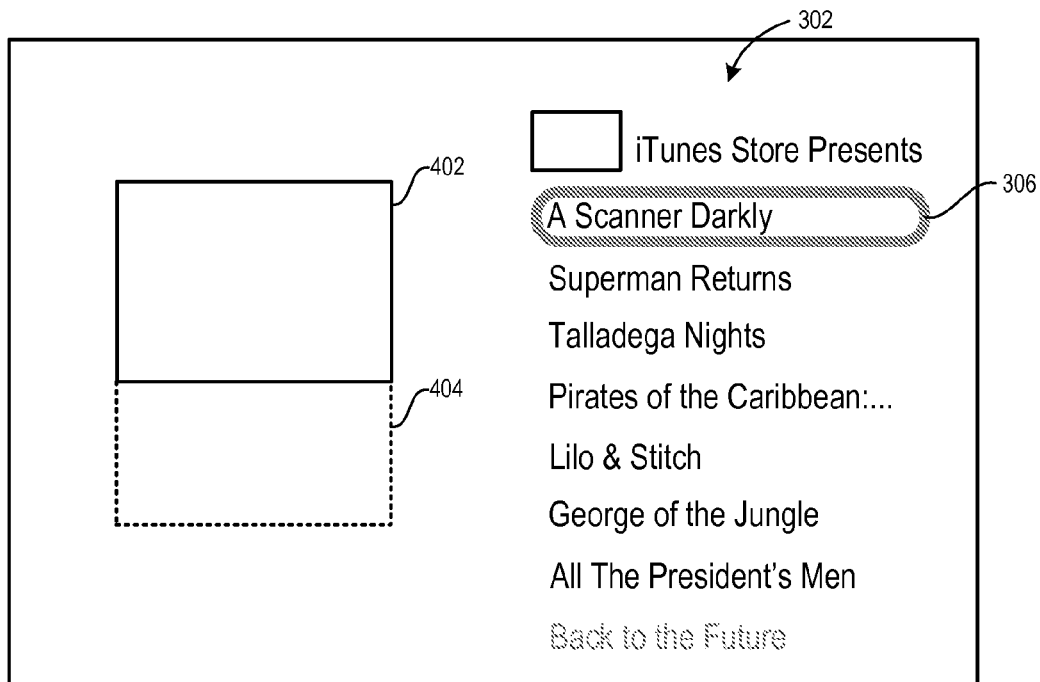 302
iTunes Store Presents
402
306
A Scanner Darkly
Superman Returns
Talladega Nights
404
Pirates of the Caribbean:...
Lilo & Stitch
George of the Jungle
All The President's Men
Back to the Future